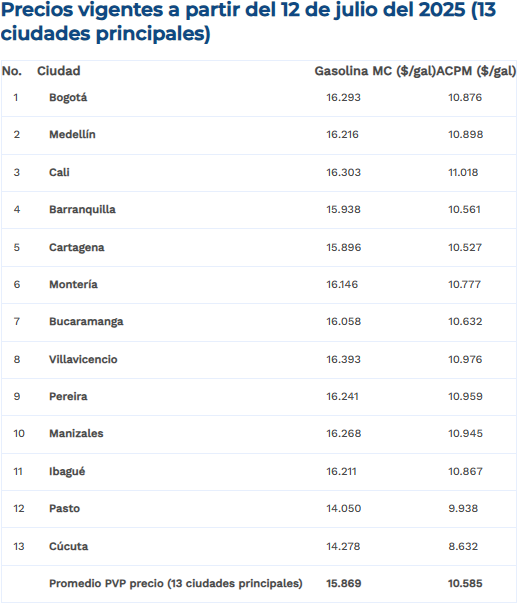 Precios vigentes a partir del 12 de julio del 2025 (13
ciudades principales)
No. Ciudad Gasolina MC ($/gal)ACPM ($/gal)
1 Bogotá 16.293 10.876
2 Medellín 16.216 10.898
3 Cali 16.303 11.018
4 Barranquilla 15.938 10.561
5 Cartagena 15.896 10.527
6 Montería 16.146 10.777
7 Bucaramanga 16.058 10.632
8 Villavicencio 16.393 10.976
9 Pereira 16.241 10.959
10 Manizales 16.268 10.945
11 Ibagué 16.211 10.867
12 Pasto 14.050 9.938
13 Cúcuta 14.278 8.632
Promedio PVP precio (13 ciudades principales) 15.869 10.585